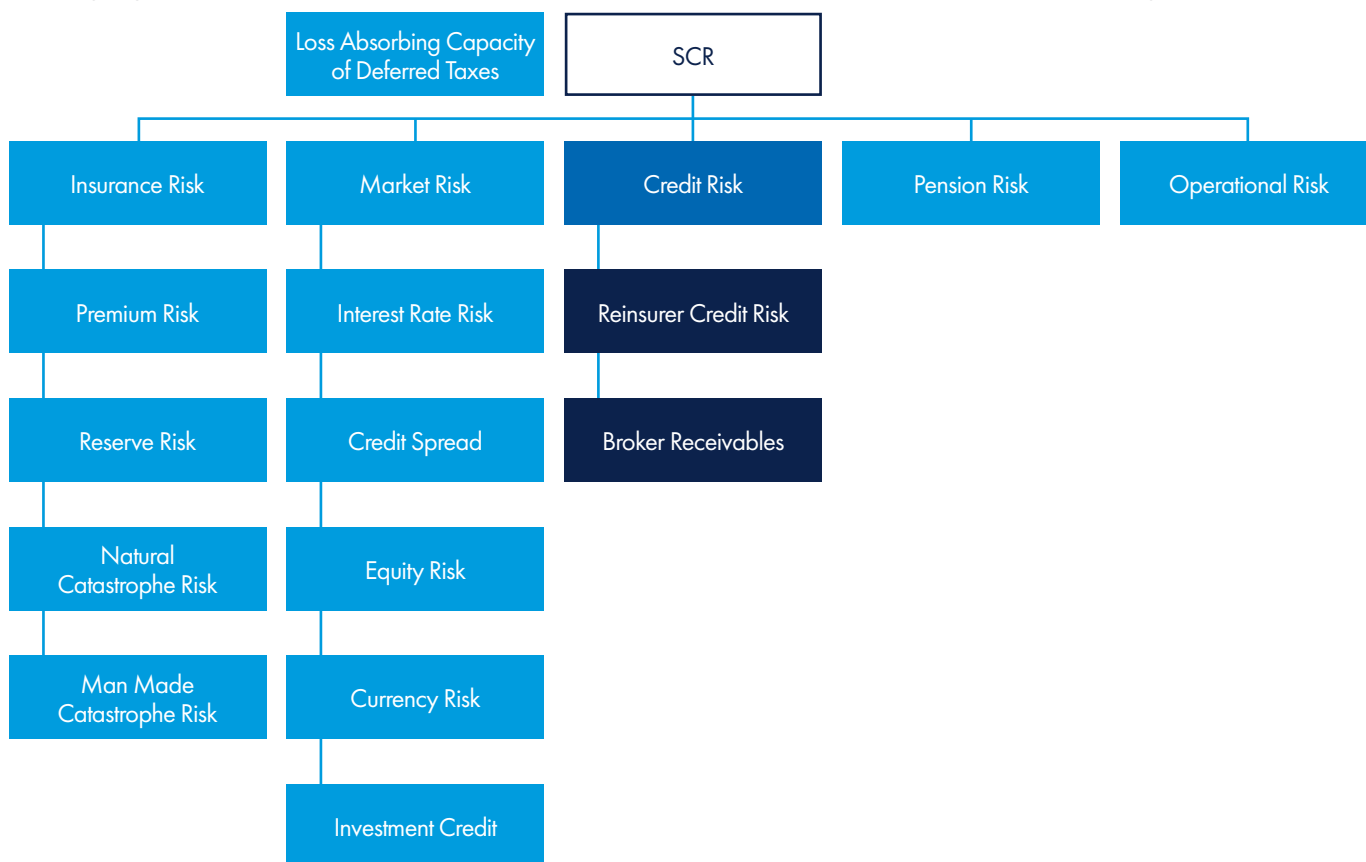 Loss Absorbing Capacity
of Deferred Taxes
SCR
Insurance Risk
Market Risk
Credit Risk
Pension Risk
Operational Risk
Premium Risk
Interest Rate Risk
Reinsurer Credit Risk
Reserve Risk
Credit Spread
Broker Receivables
Natural
Catastrophe Risk
Equity Risk
Man Made
Catastrophe Risk
Currency Risk
Investment Credit